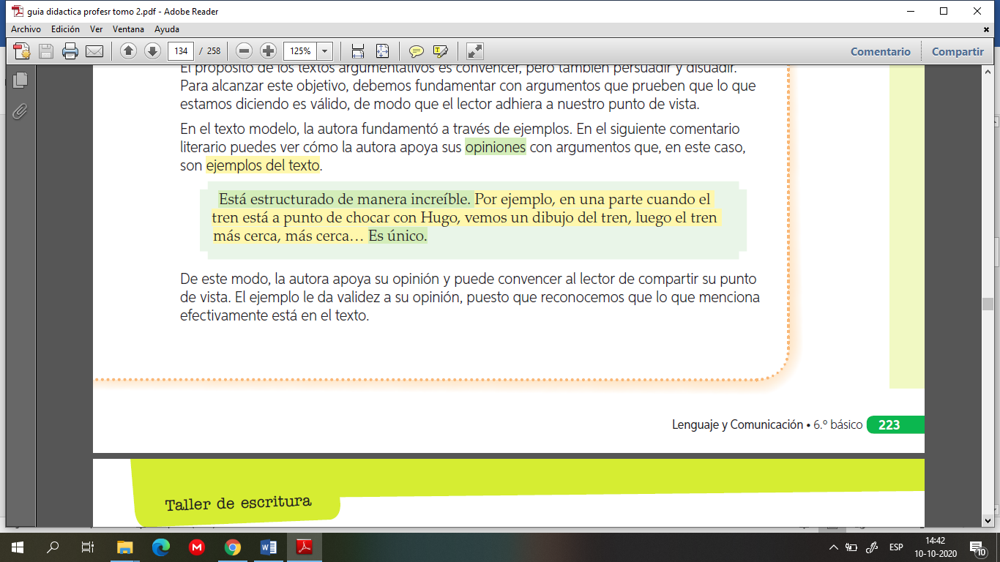 guia didactica profesr tomo 2.pdf - Adobe Reader
Archivo Edición Ver Ventana Ayuda
134 / 258 125% Comentario Compartir
El propósito de los textos argumentativos es convencer, pero también persuadir y disuadir.
Para alcanzar este objetivo, debemos fundamentar con argumentos que prueben que lo que
estamos diciendo es válido, de modo que el lector adhiera a nuestro punto de vista.
En el texto modelo, la autora fundamentó a través de ejemplos. En el siguiente comentario
literario puedes ver cómo la autora apoya sus opiniones con argumentos que, en este caso,
son ejemplos del texto.
Está estructurado de manera increíble. Por ejemplo, en una parte cuando el
tren está a punto de chocar con Hugo, vemos un dibujo del tren, luego el tren
más cerca, más cerca… Es único.
De este modo, la autora apoya su opinión y puede convencer al lector de compartir su punto
de vista. El ejemplo le da validez a su opinión, puesto que reconocemos que lo que menciona
efectivamente está en el texto.
Lenguaje y Comunicación • 6.º básico 223
Taller de escritura
ESP
14:42
10-10-2020
10